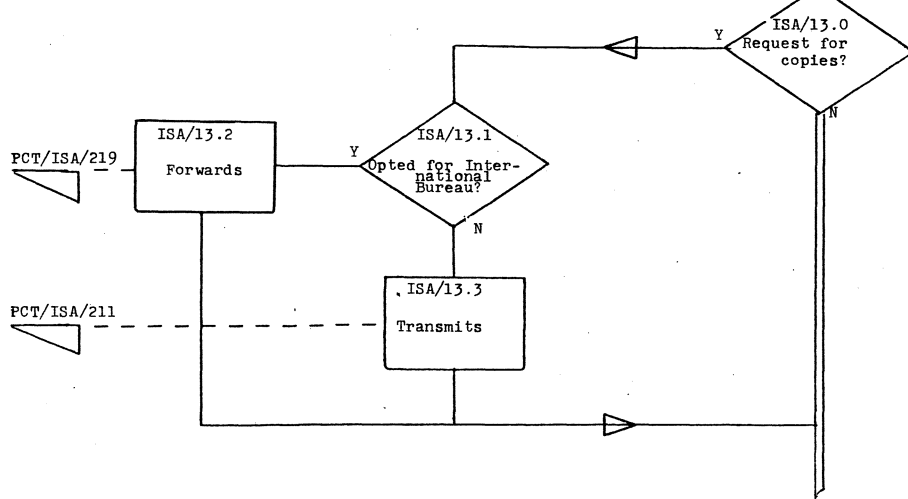 ISA/13.0
Y
Request for
copies?
N
ISA/13.2
ISA/13.1
PCT/ISA/219
Forwards
Y
Opted for Inter-
national
Bureau?
N
ISA/13.3
PCT/ISA/211
Transmits